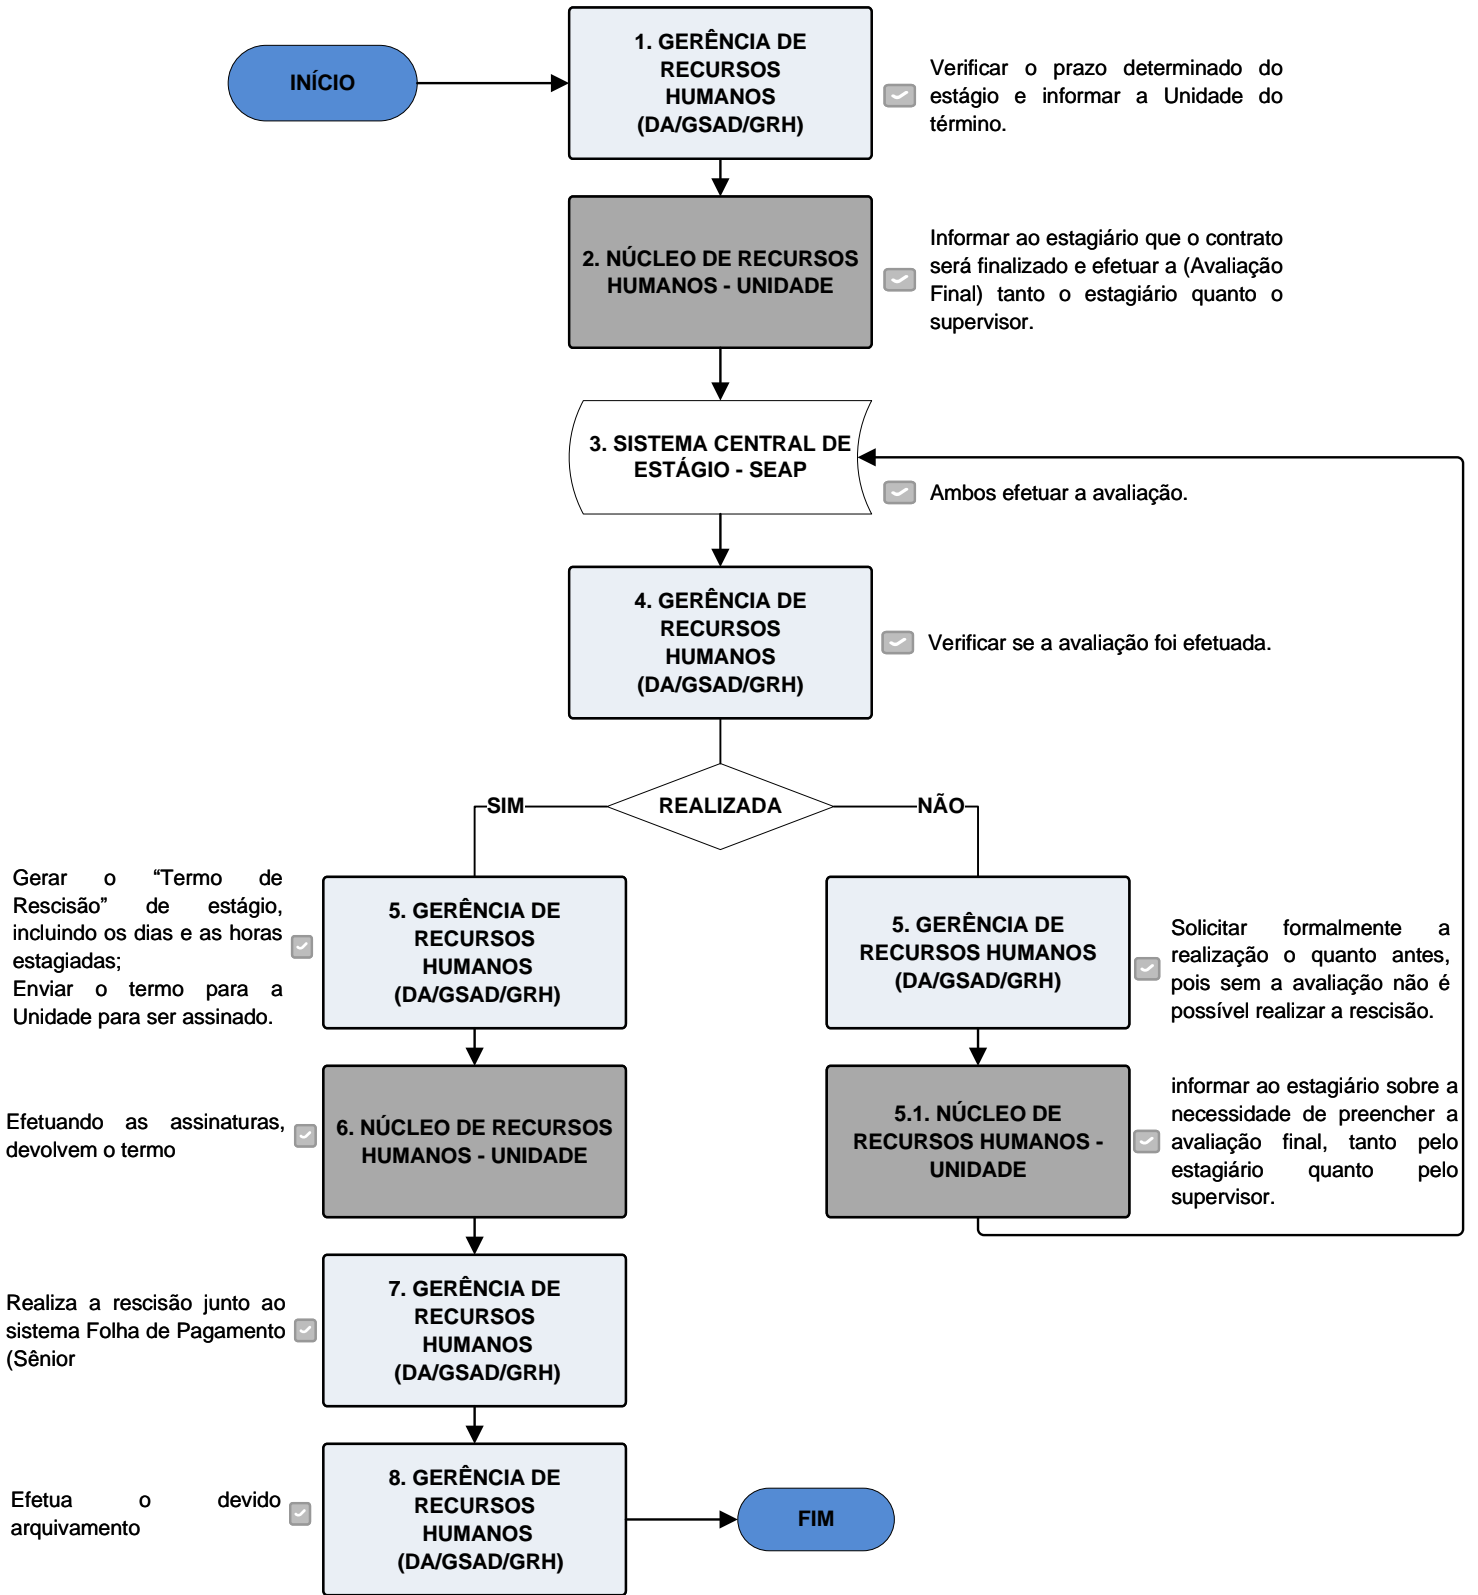 INÍCIO
1. GERÊNCIA DE
RECURSOS
HUMANOS
(DA/GSAD/GRH)
Verificar o prazo determinado do
estágio e informar a Unidade do
término.
2. NÚCLEO DE RECURSOS
HUMANOS - UNIDADE
Informar ao estagiário que o contrato
será finalizado e efetuar a (Avaliação
Final) tanto o estagiário quanto o
supervisor.
3. SISTEMA CENTRAL DE
ESTÁGIO - SEAP
Ambos efetuar a avaliação.
4. GERÊNCIA DE
RECURSOS
HUMANOS
(DA/GSAD/GRH)
Verificar se a avaliação foi efetuada.
SIM
REALIZADA
NÃO
Gerar o “Termo de
Rescisão” de estágio,
incluindo os dias e as horas
estagiadas;
Enviar o termo para a
Unidade para ser assinado.
5. GERÊNCIA DE
RECURSOS
HUMANOS
(DA/GSAD/GRH)
5. GERÊNCIA DE
RECURSOS HUMANOS
(DA/GSAD/GRH)
Solicitar formalmente a
realização o quanto antes,
pois sem a avaliação não é
possível realizar a rescisão.
Efetuando as assinaturas,
devolvem o termo
6. NÚCLEO DE RECURSOS
HUMANOS - UNIDADE
5.1. NÚCLEO DE
RECURSOS HUMANOS -
UNIDADE
informar ao estagiário sobre a
necessidade de preencher a
avaliação final, tanto pelo
estagiário quanto pelo
supervisor.
Realiza a rescisão junto ao
sistema Folha de Pagamento
(Sênior
7. GERÊNCIA DE
RECURSOS
HUMANOS
(DA/GSAD/GRH)
Efetua o devido
arquivamento
8. GERÊNCIA DE
RECURSOS
HUMANOS
(DA/GSAD/GRH)
FIM